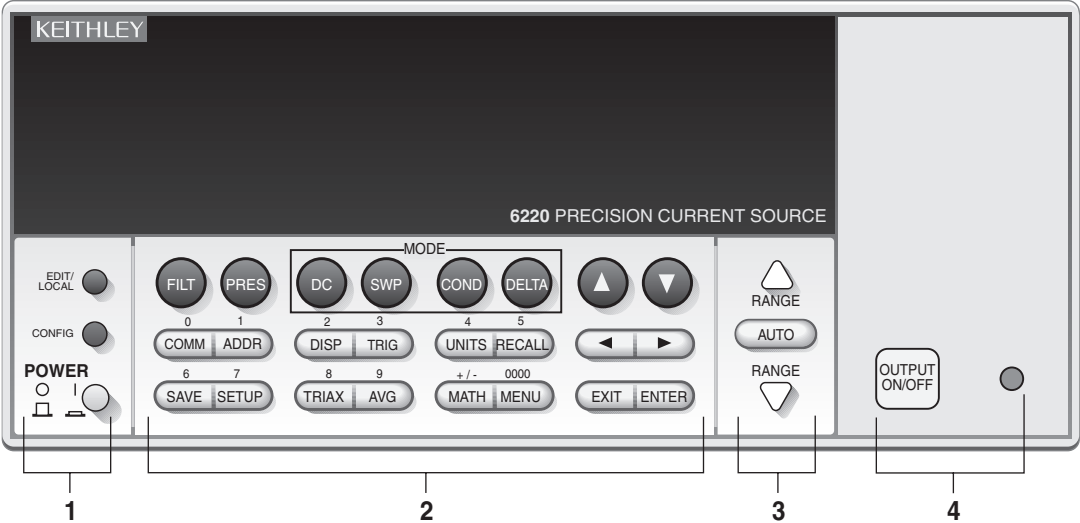 KEITHLEY
6220 PRECISION CURRENT SOURCE
EDIT/
LOCAL
CONFIG
POWER
MODE
FILT PRES DC SWP COND DELTA
0 1 2 3 4 5
COMM ADDR DISP TRIG UNITS RECALL
6 7 8 9 +/- 0000
SAVE SETUP TRIAX AVG MATH MENU EXIT ENTER
RANGE
AUTO
RANGE
OUTPUT
ON/OFF
1 2 3 4